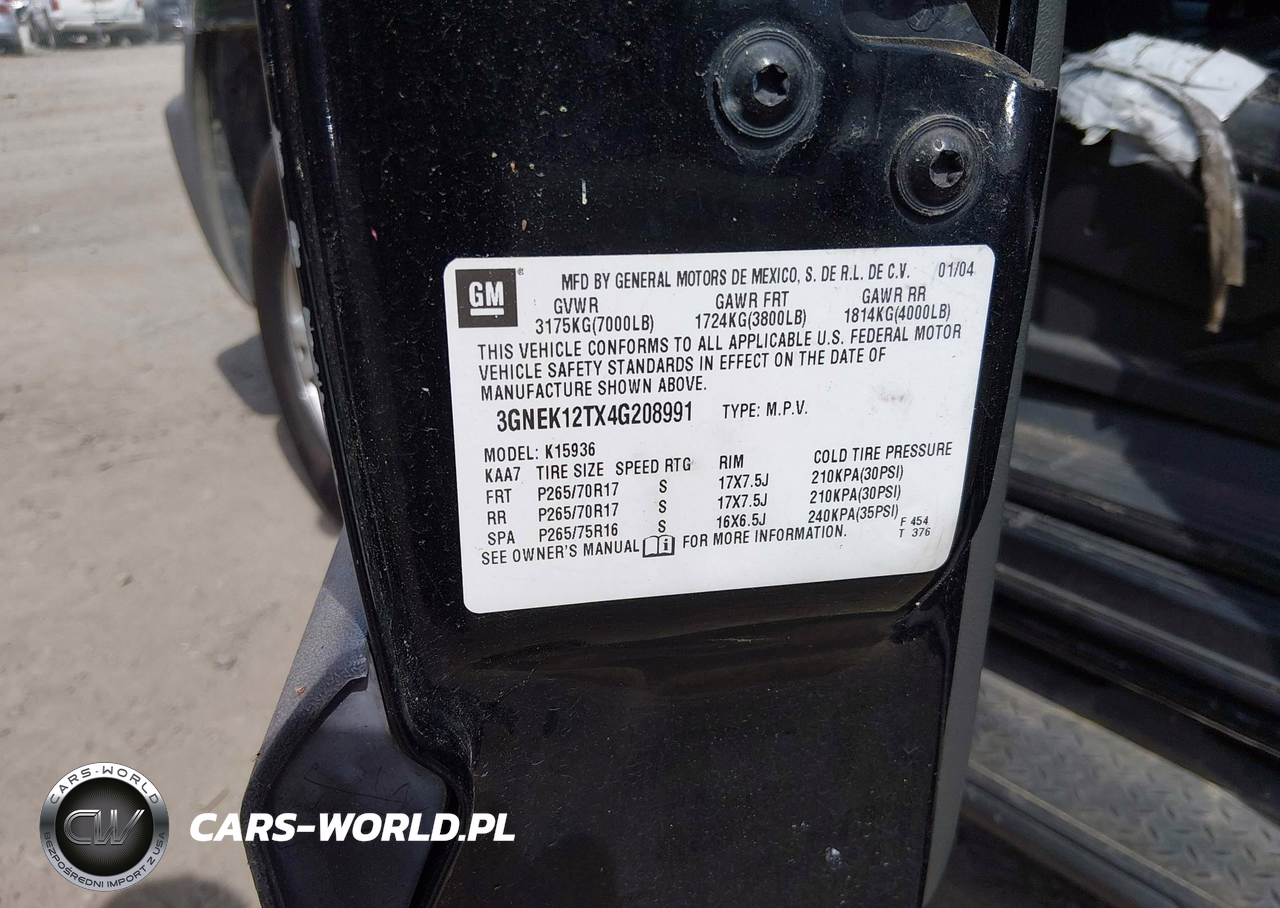 GM
MFD BY GENERAL MOTORS DE MEXICO, S. DE R.L. DE C.V. 01/04
GVWR GAWR FRT GAWR RR
3175KG(7000LB) 1724KG(3800LB) 1814KG(4000LB)
THIS VEHICLE CONFORMS TO ALL APPLICABLE U.S. FEDERAL MOTOR
VEHICLE SAFETY STANDARDS IN EFFECT ON THE DATE OF
MANUFACTURE SHOWN ABOVE.
3GNEK12TX4G208991 TYPE: M.P.V.
MODEL: K15936
KAA7 TIRE SIZE SPEED RTG RIM COLD TIRE PRESSURE
FRT P265/70R17 S 17X7.5J 210KPA(30PSI)
RR P265/70R17 S 17X7.5J 210KPA(30PSI)
SPA P265/75R16 S 16X6.5J 240KPA(35PSI)
SEE OWNER'S MANUAL FOR MORE INFORMATION.
F 454
T 376
CARS-WORLD
CW
BEZPOŚREDNI IMPORT Z USA
CARS-WORLD.PL